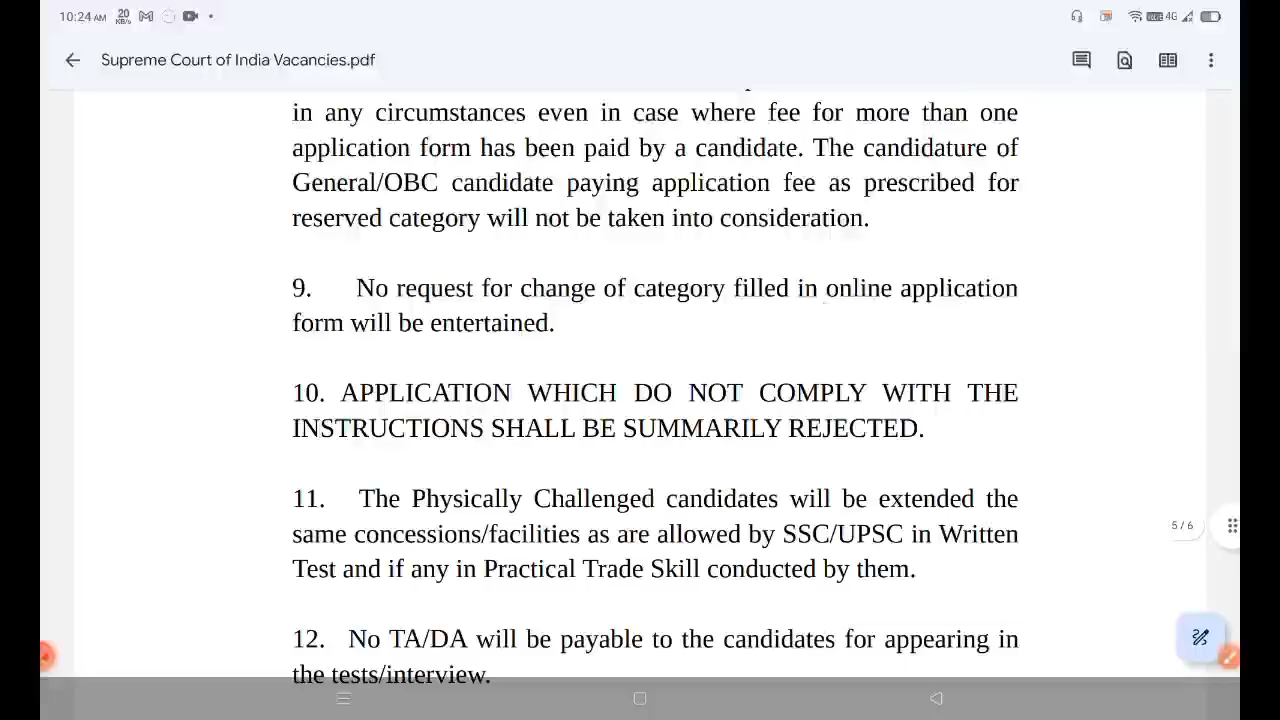 10:24 AM 20 KB/s
4G
Supreme Court of India Vacancies.pdf
in any circumstances even in case where fee for more than one
application form has been paid by a candidate. The candidature of
General/OBC candidate paying application fee as prescribed for
reserved category will not be taken into consideration.
9. No request for change of category filled in online application
form will be entertained.
10. APPLICATION WHICH DO NOT COMPLY WITH THE
INSTRUCTIONS SHALL BE SUMMARILY REJECTED.
11. The Physically Challenged candidates will be extended the
same concessions/facilities as are allowed by SSC/UPSC in Written
5 / 6
Test and if any in Practical Trade Skill conducted by them.
12. No TA/DA will be payable to the candidates for appearing in
the tests/interview.